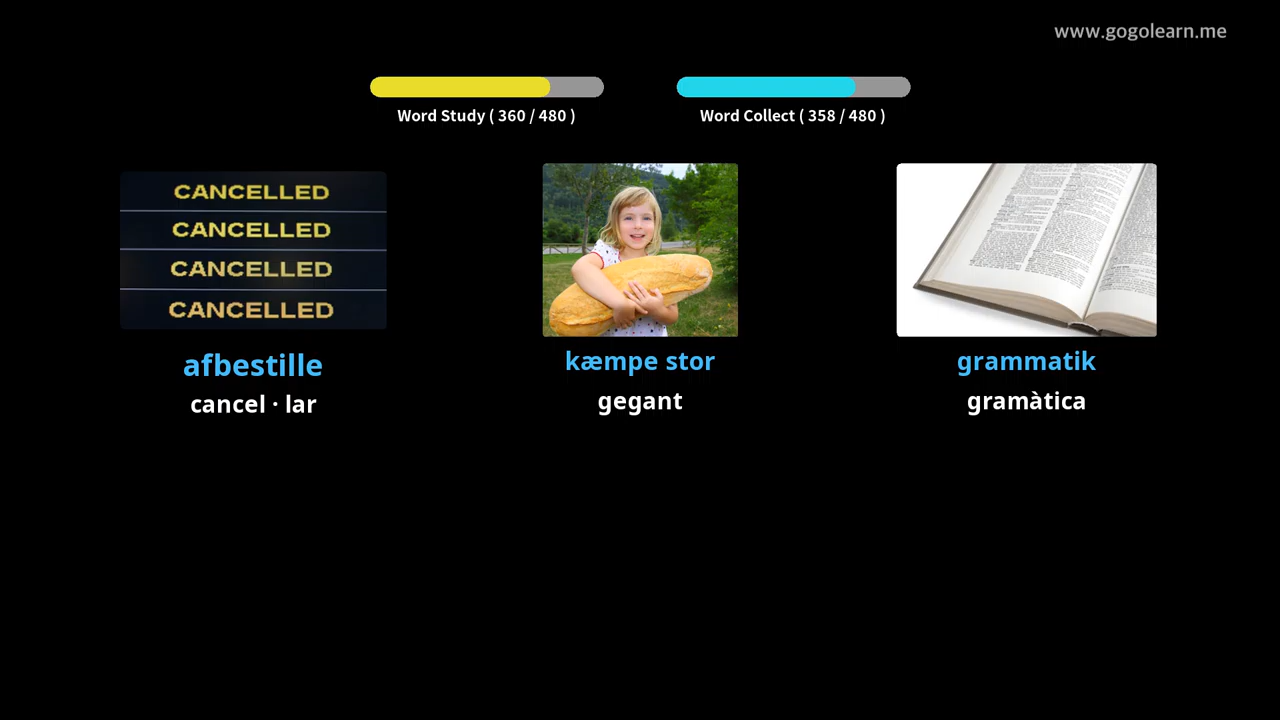 www.gogolearn.me
Word Study ( 360 / 480 )
Word Collect ( 358 / 480 )
CANCELLED
CANCELLED
CANCELLED
CANCELLED
afbestille
cancel · lar
kæmpe stor
gegant
grammatik
gramàtica